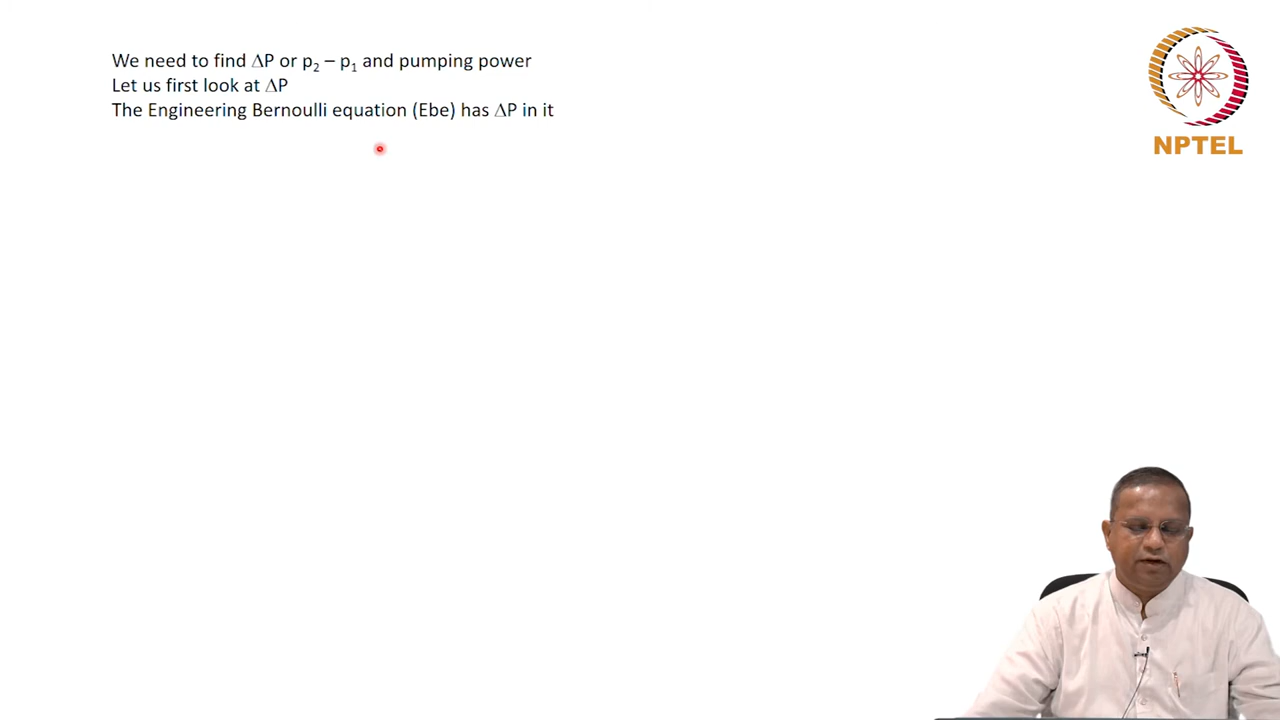 We need to find ΔP or p₂ – p₁ and pumping power
Let us first look at ΔP
The Engineering Bernoulli equation (Ebe) has ΔP in it
NPTEL